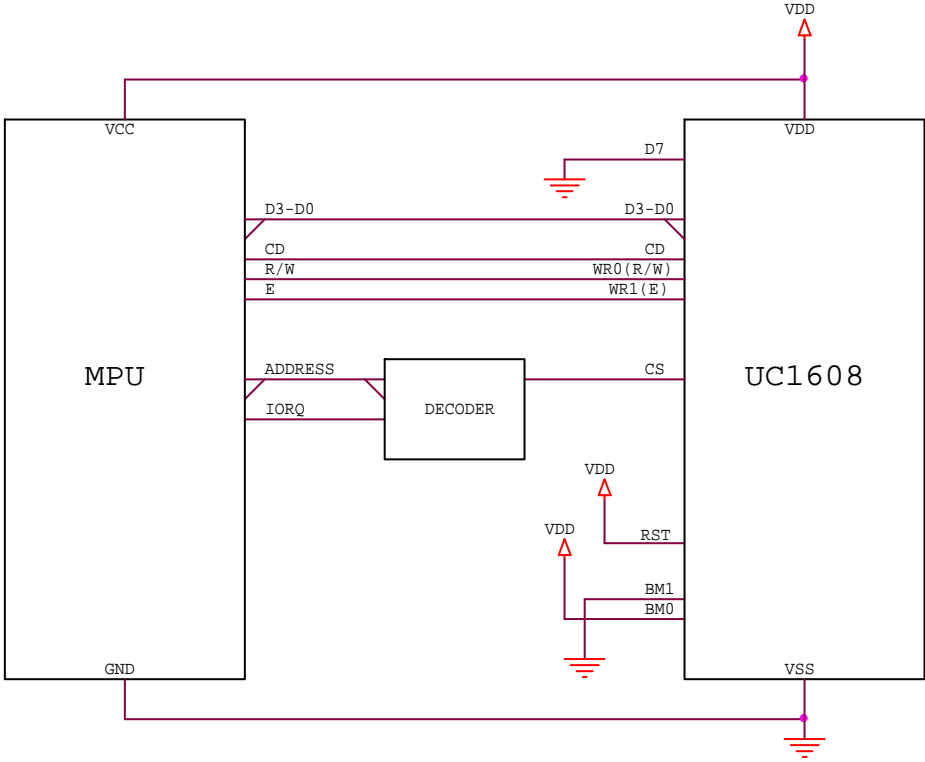 VDD
VCC
VDD
D7
D3-D0
D3-D0
CD
CD
R/W
WR0(R/W)
E
WR1(E)
MPU
ADDRESS
CS
UC1608
IORQ
DECODER
VDD
VDD
RST
BM1
BM0
GND
VSS